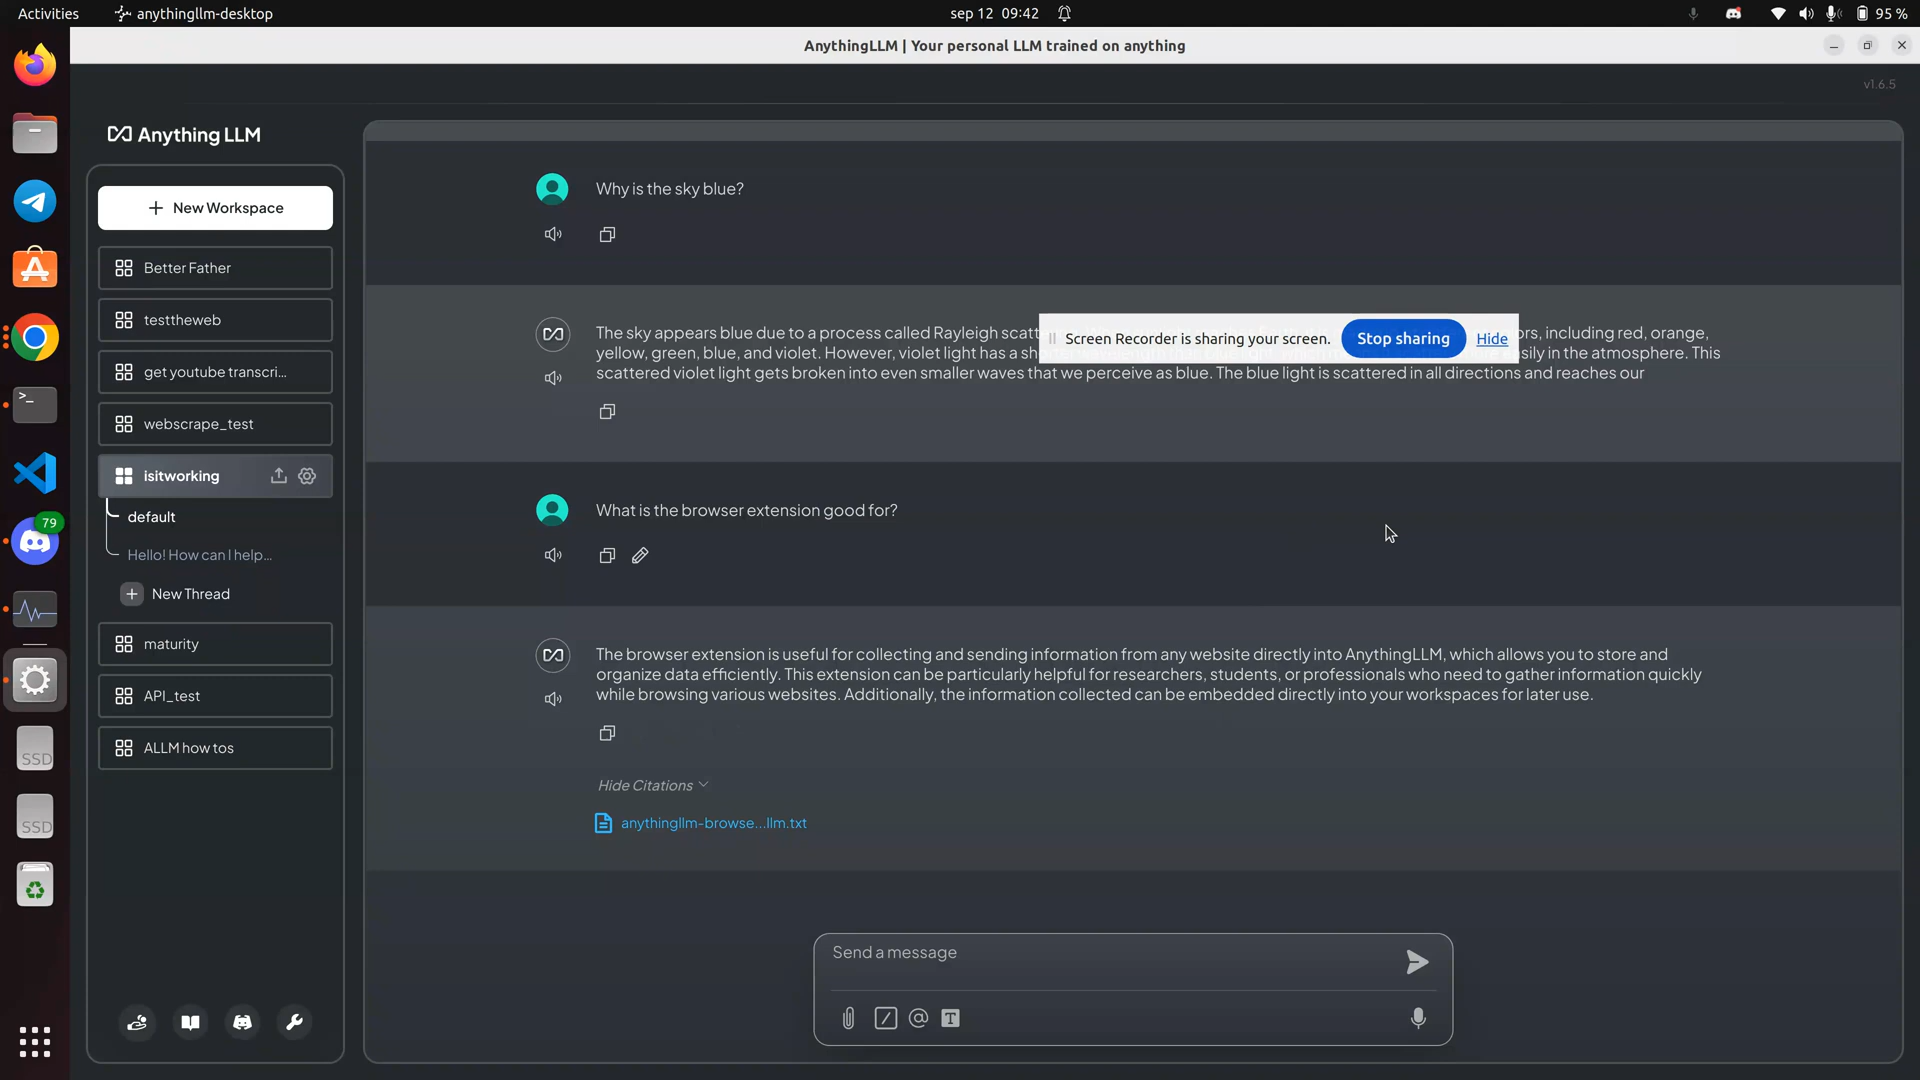 Activities
anythingllm-desktop
sep 12 09:42
95 %
AnythingLLM | Your personal LLM trained on anything
v1.6.5
Anything LLM
New Workspace
Better Father
testtheweb
get youtube transcri...
webscrape_test
isitworking
default
Hello! How can I help...
New Thread
maturity
API_test
ALLM how tos
79
SSD
SSD
Why is the sky blue?
The sky appears blue due to a process called Rayleigh
including red, orange,
Screen Recorder is sharing your screen.
Stop sharing
Hide
yellow, green, blue, and violet. However, violet light has a
in the atmosphere. This
scattered violet light gets broken into even smaller waves that we perceive as blue. The blue light is scattered in all directions and reaches our
What is the browser extension good for?
The browser extension is useful for collecting and sending information from any website directly into AnythingLLM, which allows you to store and
organize data efficiently. This extension can be particularly helpful for researchers, students, or professionals who need to gather information quickly
while browsing various websites. Additionally, the information collected can be embedded directly into your workspaces for later use.
Hide Citations
anythingllm-browse...llm.txt
Send a message